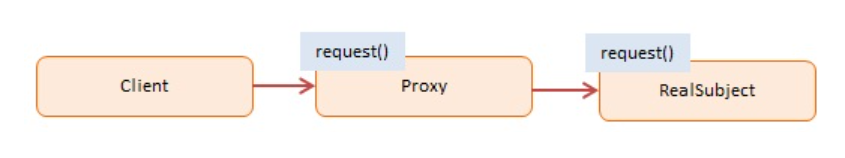 request()
request()
Client
Proxy
RealSubject